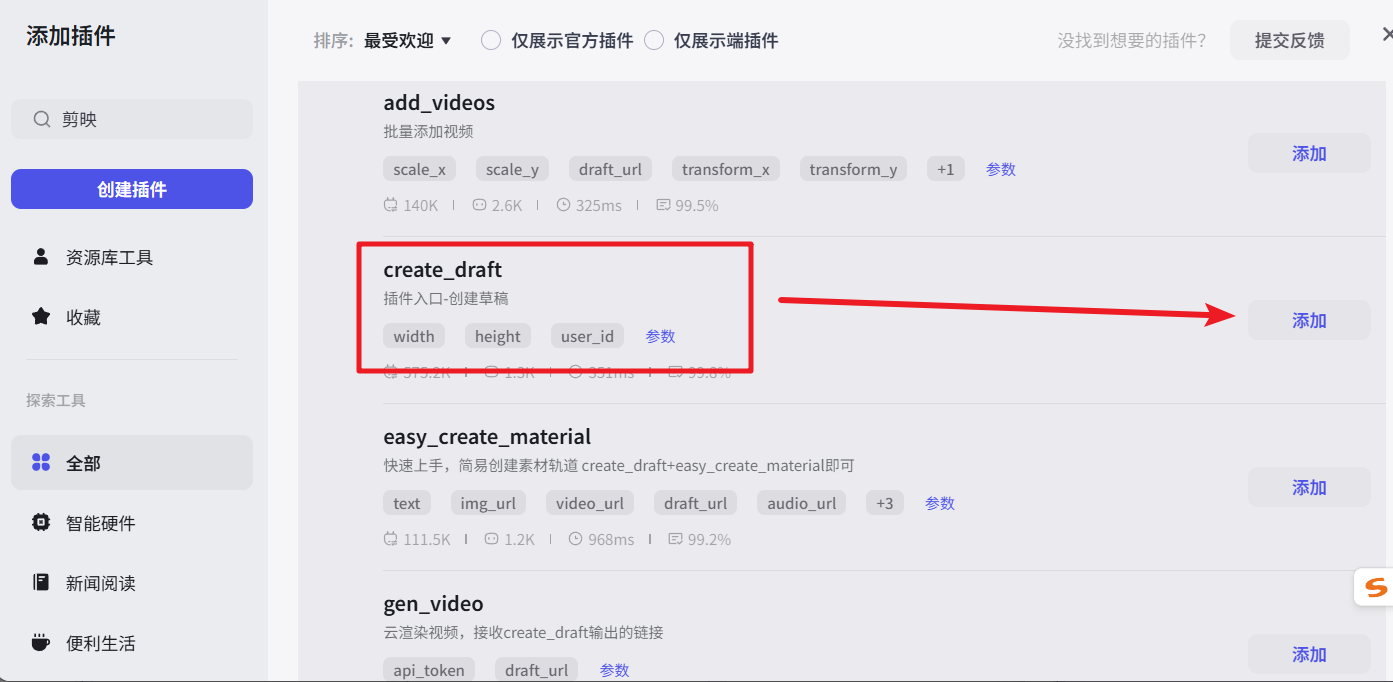 添加插件
剪映
创建插件
资源库工具
收藏
探索工具
全部
智能硬件
新闻阅读
便利生活
排序: 最受欢迎 仅展示官方插件 仅展示端插件 没找到想要的插件? 提交反馈
add_videos
批量添加视频
scale_x scale_y draft_url transform_x transform_y +1 参数
140K 2.6K 325ms 99.5%
添加
create_draft
插件入口-创建草稿
width height user_id 参数
575.2K 1.3K 351ms 99.8%
添加
easy_create_material
快速上手，简易创建素材轨道 create_draft+easy_create_material即可
text img_url video_url draft_url audio_url +3 参数
111.5K 1.2K 968ms 99.2%
添加
gen_video
云渲染视频，接收create_draft输出的链接
api_token draft_url 参数
添加